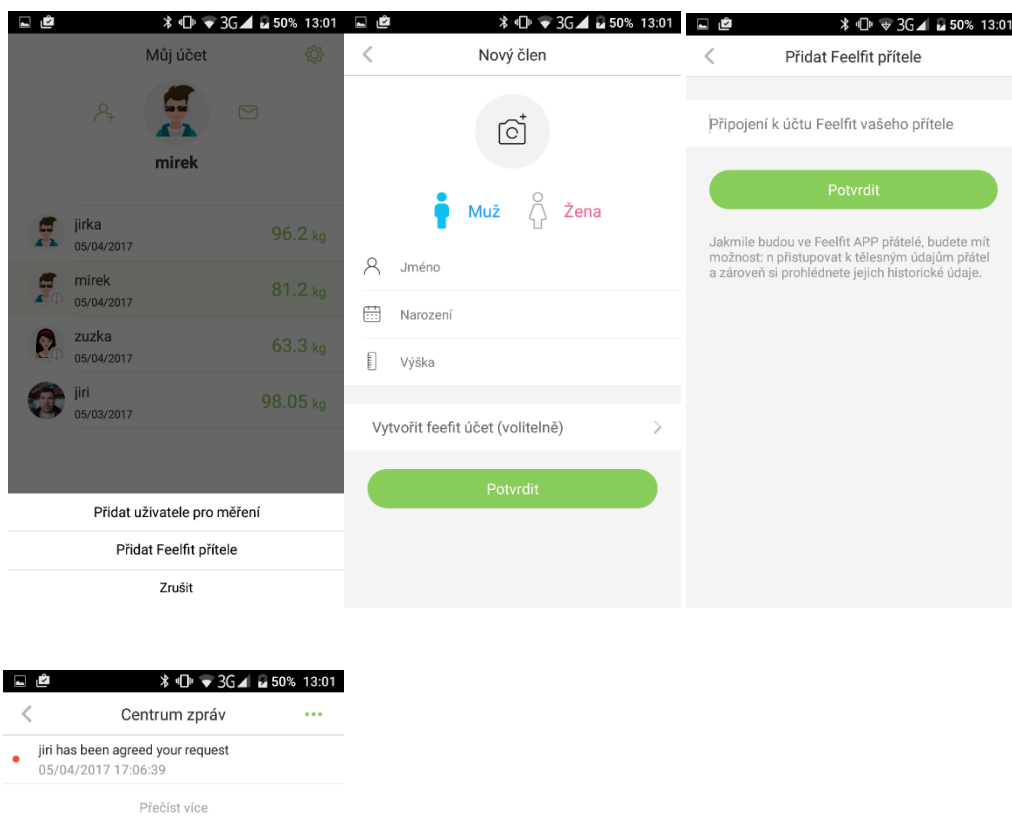 3G 50% 13:01
Můj účet
mirek
jirka
05/04/2017
96.2 kg
mirek
05/04/2017
81.2 kg
zuzka
05/04/2017
63.3 kg
jiri
05/03/2017
98.05 kg
Přidat uživatele pro měření
Přidat Feelfit přítele
Zrušit
3G 50% 13:01
Nový člen
Muž Žena
Jméno
Narození
Výška
Vytvořit feefit účet (volitelně)
Potvrdit
3G 50% 13:01
Přidat Feelfit přítele
Připojení k účtu Feelfit vašeho přítele
Potvrdit
Jakmile budou ve Feelfit APP přátelé, budete mít
možnost: n přistupovat k tělesným údajům přátel
a zároveň si prohlédnete jejich historické údaje.
3G 50% 13:01
Centrum zpráv
jiri has been agreed your request
05/04/2017 17:06:39
Přečíst více